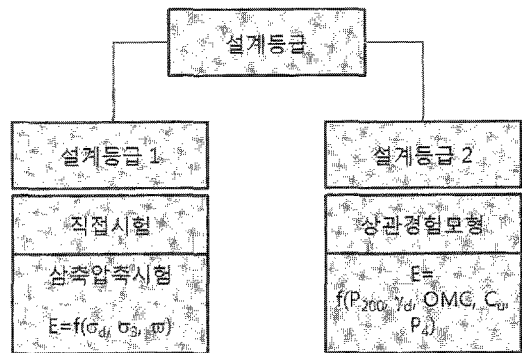 설계등급
설계등급 1
직접시험
삼축압축시험
E=f(σd, σ3, ϖ)
설계등급 2
상관경험모형
E=
f(P200, γd, OMC, Cu,
P4)